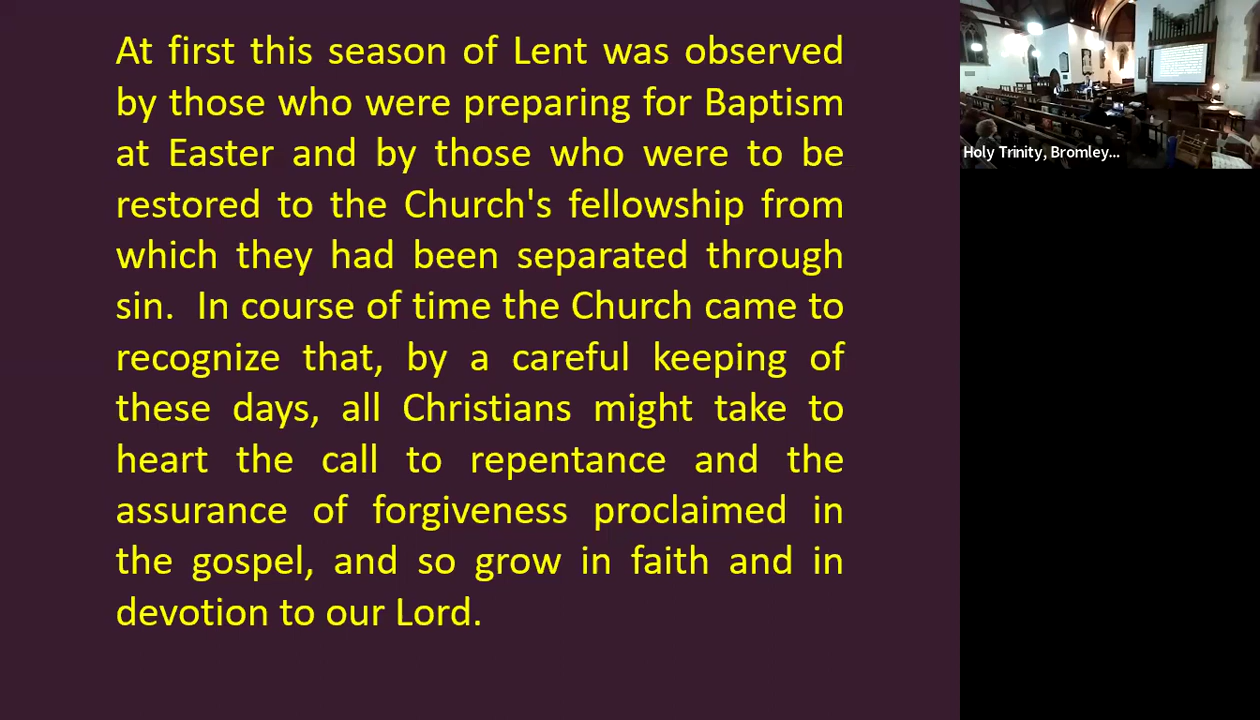 At first this season of Lent was observed
by those who were preparing for Baptism
at Easter and by those who were to be
restored to the Church's fellowship from
which they had been separated through
sin.  In course of time the Church came to
recognize that, by a careful keeping of
these days, all Christians might take to
heart the call to repentance and the
assurance of forgiveness proclaimed in
the gospel, and so grow in faith and in
devotion to our Lord.
Holy Trinity, Bromley...